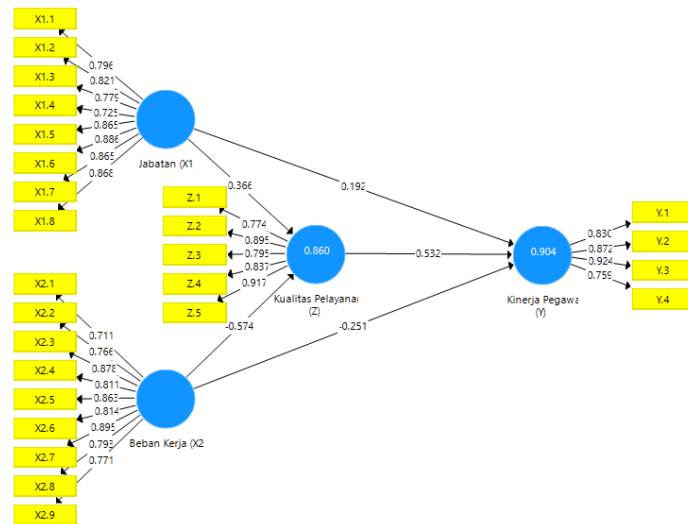 X1.1
X1.2
X1.3
X1.4
X1.5
X1.6
X1.7
X1.8
0.796
0.821
0.779
0.725
0.865
0.886
0.865
0.868
Jabatan (X1
0.366
0.192
Z.1
Z.2
Z.3
Z.4
Z.5
0.774
0.895
0.795
0.837
0.917
0.860
Kualitas Pelayanan
(Z)
0.532
-0.574
-0.251
0.904
Kinerja Pegawa
(Y)
0.830
0.872
0.924
0.759
Y.1
Y.2
Y.3
Y.4
X2.1
X2.2
X2.3
X2.4
X2.5
X2.6
X2.7
X2.8
X2.9
0.711
0.766
0.878
0.811
0.863
0.814
0.895
0.793
0.771
Beban Kerja (X2